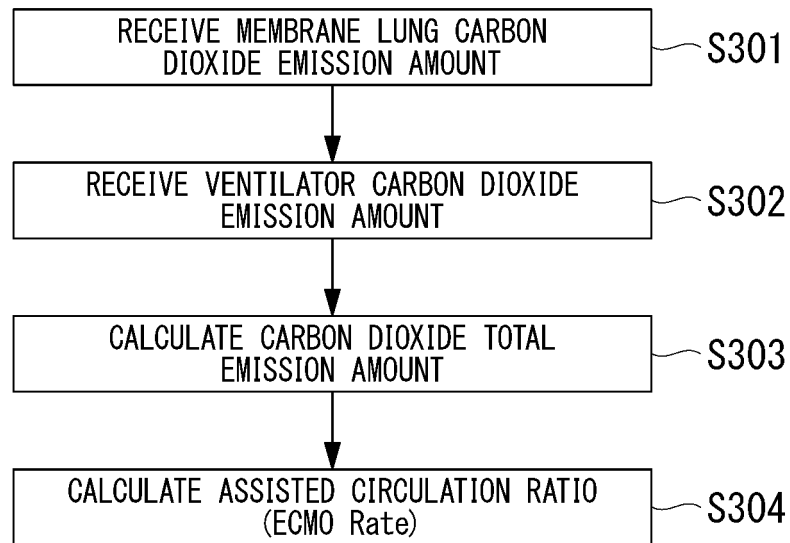 RECEIVE MEMBRANE LUNG CARBON
DIOXIDE EMISSION AMOUNT
S301
RECEIVE VENTILATOR CARBON DIOXIDE
EMISSION AMOUNT
S302
CALCULATE CARBON DIOXIDE TOTAL
EMISSION AMOUNT
S303
CALCULATE ASSISTED CIRCULATION RATIO
(ECMO Rate)
S304